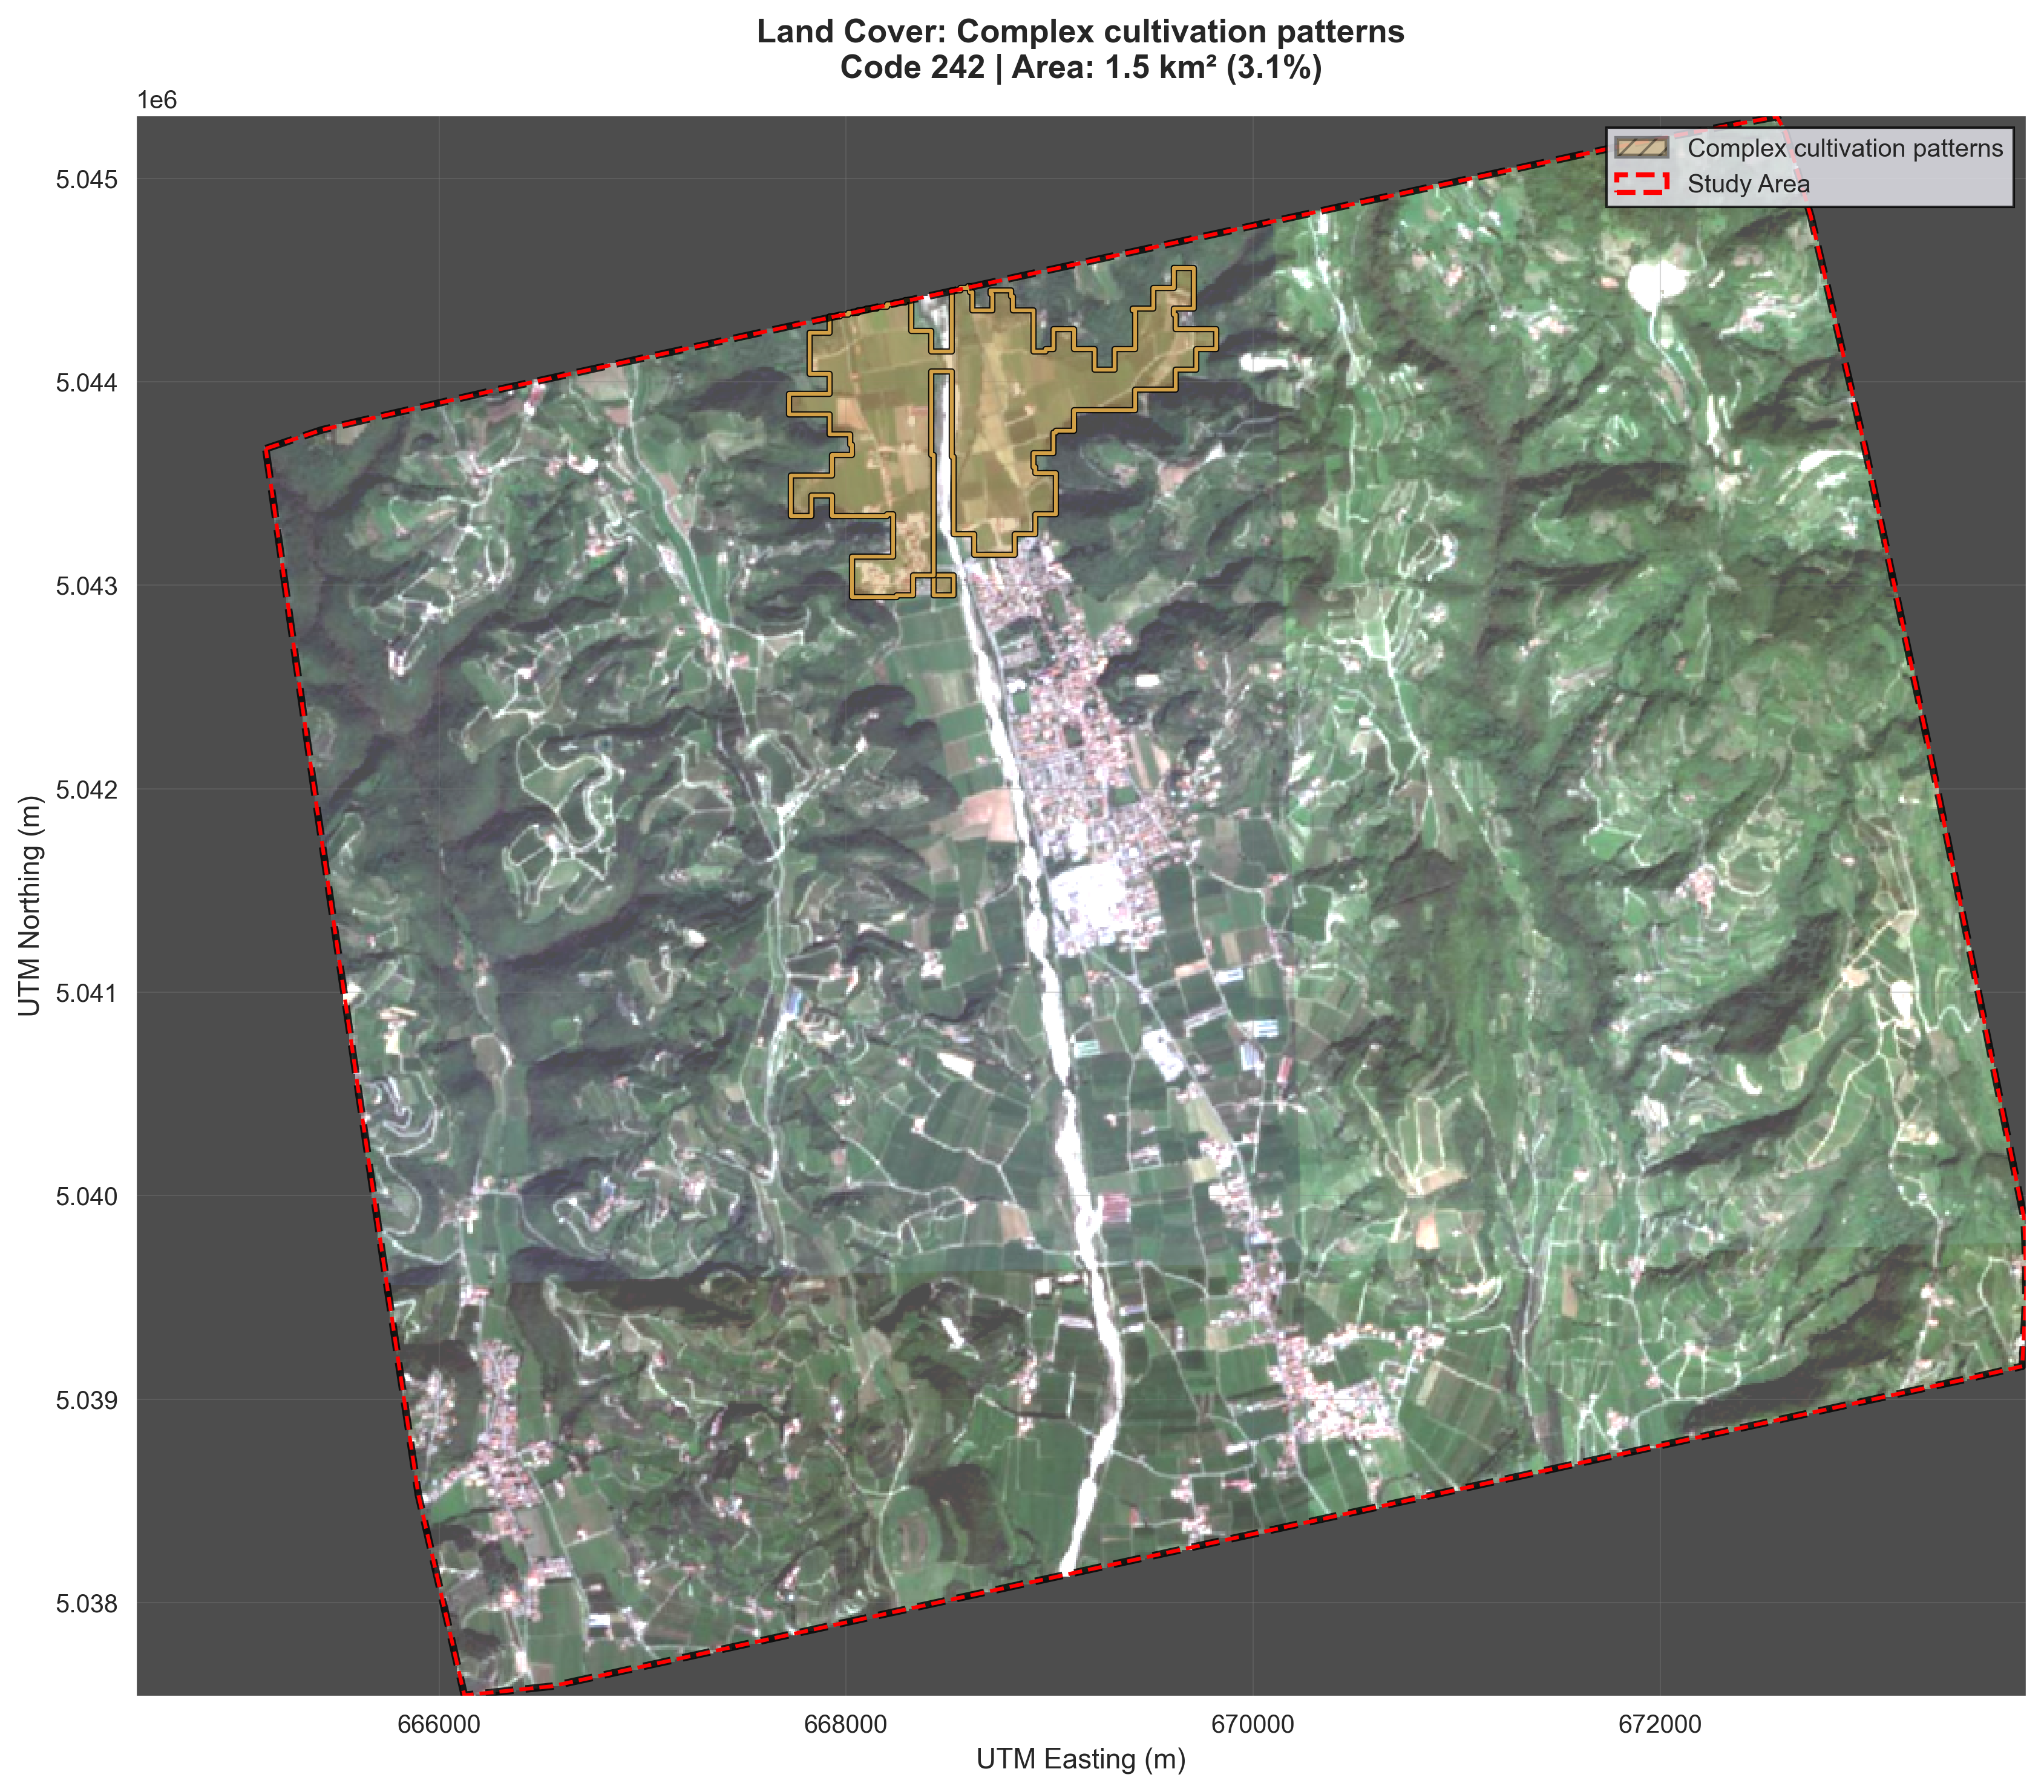 Land Cover: Complex cultivation patterns
Code 242 | Area: 1.5 km² (3.1%)
1e6
Complex cultivation patterns
Study Area
5.045
5.044
5.043
5.042
5.041
5.040
5.039
5.038
UTM Northing (m)
666000
668000
670000
672000
UTM Easting (m)